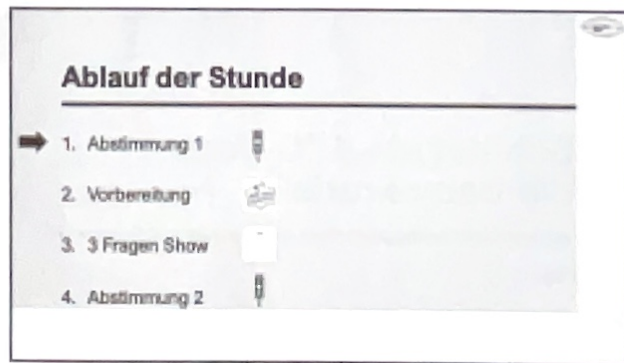 Ablauf der Stunde
1. Abstimmung 1
2. Vorbereitung
3. 3 Fragen Show
4. Abstimmung 2